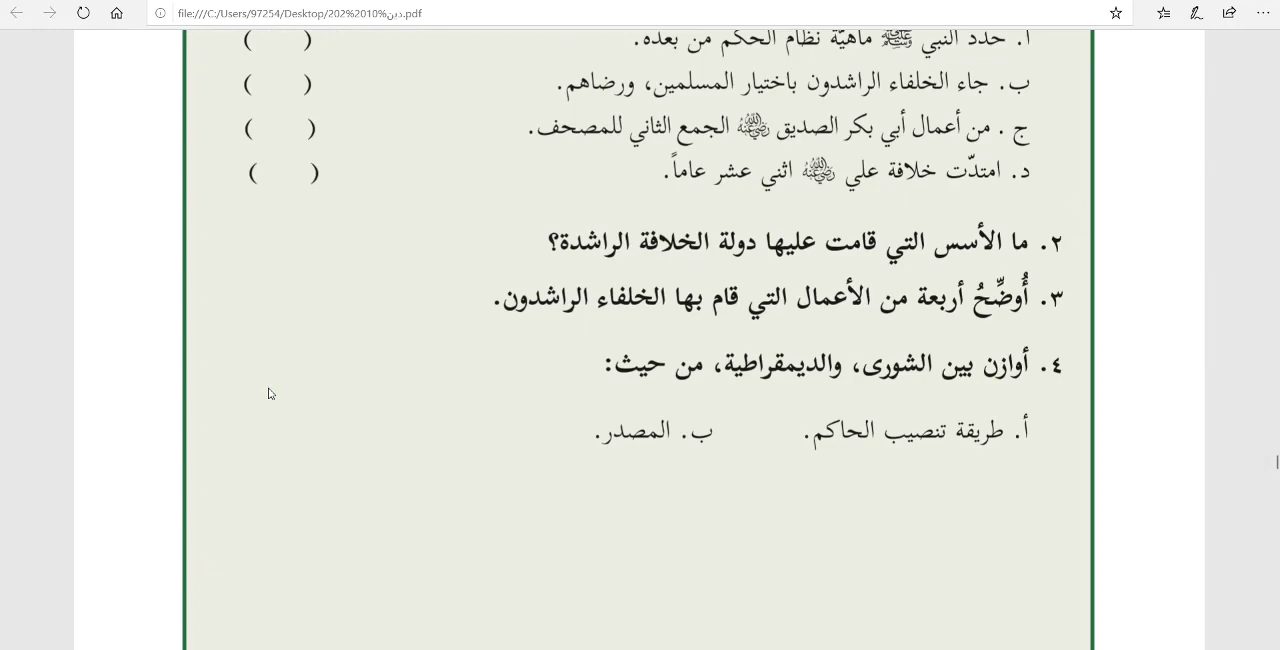 file:///C:/Users/97254/Desktop/202%2010%دين.pdf
أ. حدد النبي ﷺ ماهيّة نظام الحكم من بعده. (     )
ب. جاء الخلفاء الراشدون باختيار المسلمين، ورضاهم. (     )
ج. من أعمال أبي بكر الصديق رضي الله عنه الجمع الثاني للمصحف. (     )
د. امتدّت خلافة علي رضي الله عنه اثني عشر عاماً. (     )
٢. ما الأسس التي قامت عليها دولة الخلافة الراشدة؟
٣. أُوضِّحُ أربعة من الأعمال التي قام بها الخلفاء الراشدون.
٤. أوازن بين الشورى، والديمقراطية، من حيث:
أ. طريقة تنصيب الحاكم. ب. المصدر.